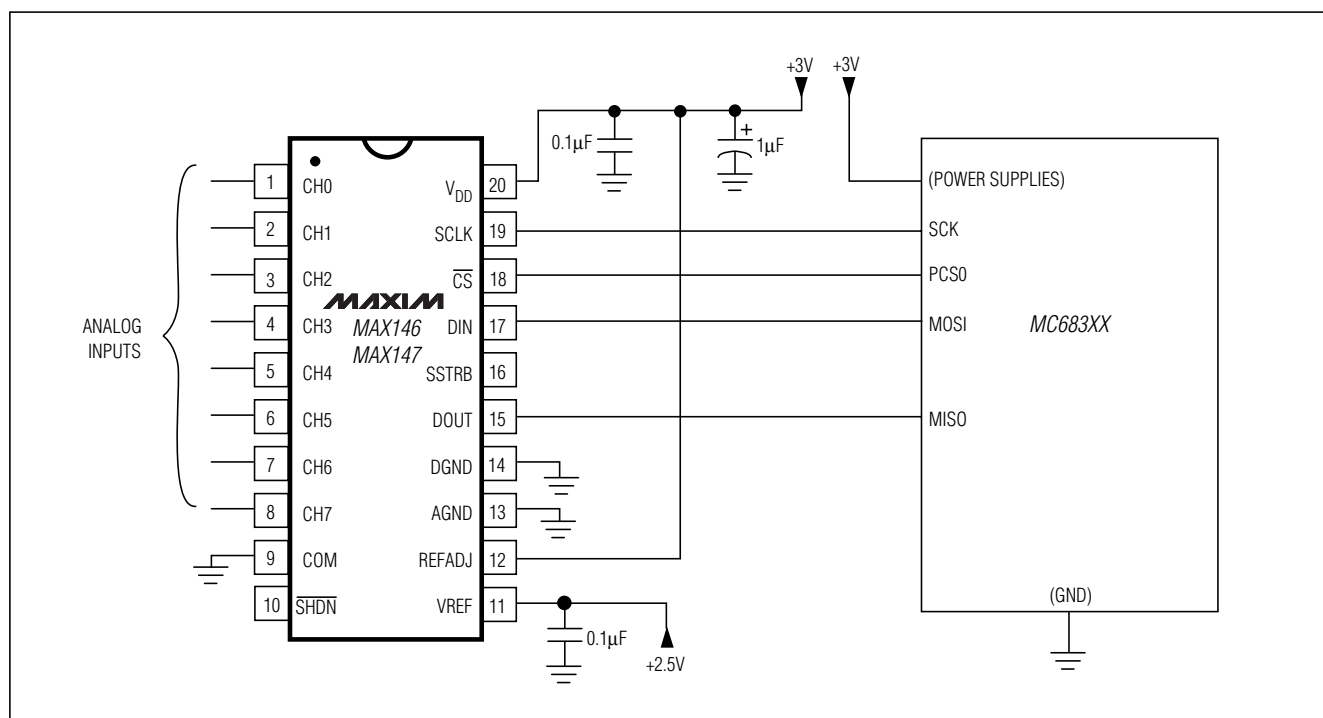 +3V
+3V
0.1µF
+
1µF
ANALOG
INPUTS
1 CH0
2 CH1
3 CH2
4 CH3
5 CH4
6 CH5
7 CH6
8 CH7
9 COM
10 SHDN
MAXIM
MAX146
MAX147
VDD 20
SCLK 19
CS 18
DIN 17
SSTRB 16
DOUT 15
DGND 14
AGND 13
REFADJ 12
VREF 11
0.1µF
+2.5V
(POWER SUPPLIES)
SCK
PCS0
MOSI
MISO
MC683XX
(GND)